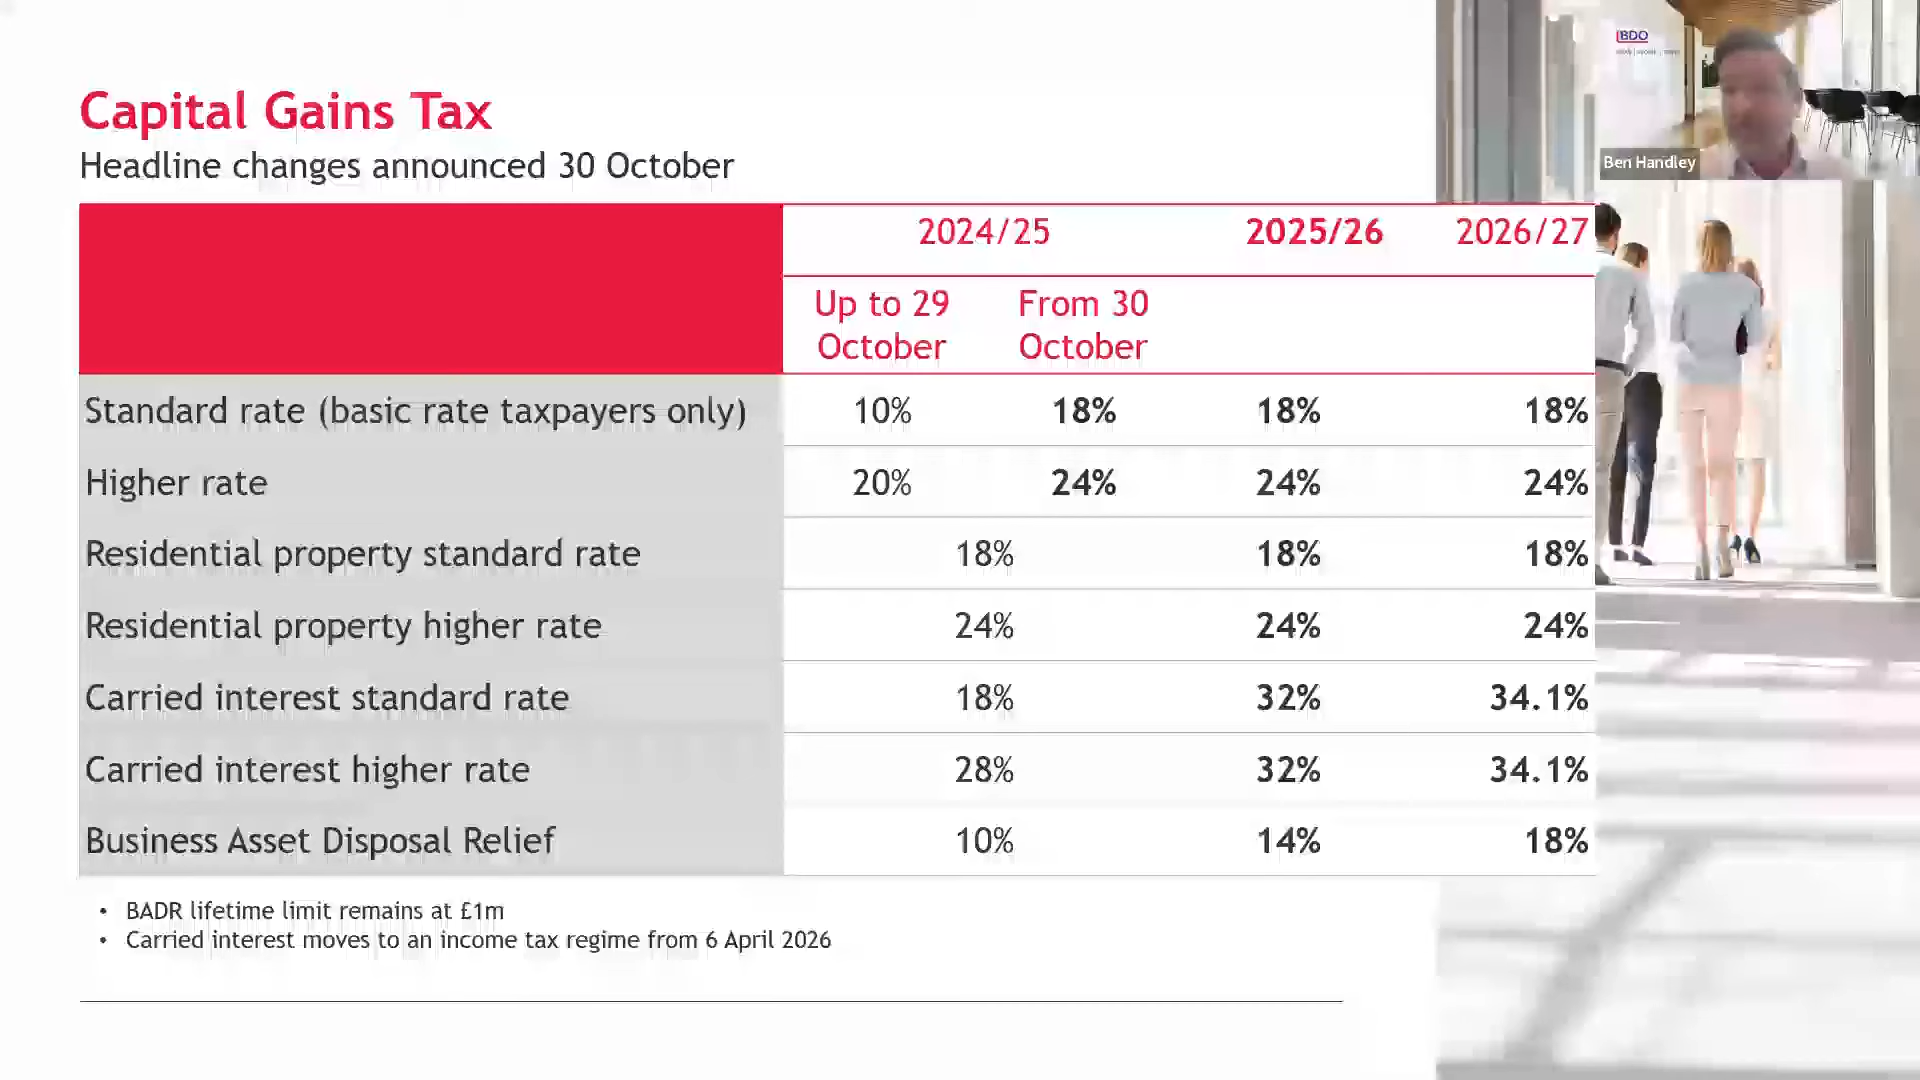 Capital Gains Tax
Headline changes announced 30 October
BDO
Ben Handley
2024/25 2025/26 2026/27
Up to 29 October From 30 October
Standard rate (basic rate taxpayers only) 10% 18% 18% 18%
Higher rate 20% 24% 24% 24%
Residential property standard rate 18% 18% 18%
Residential property higher rate 24% 24% 24%
Carried interest standard rate 18% 32% 34.1%
Carried interest higher rate 28% 32% 34.1%
Business Asset Disposal Relief 10% 14% 18%
• BADR lifetime limit remains at £1m
• Carried interest moves to an income tax regime from 6 April 2026